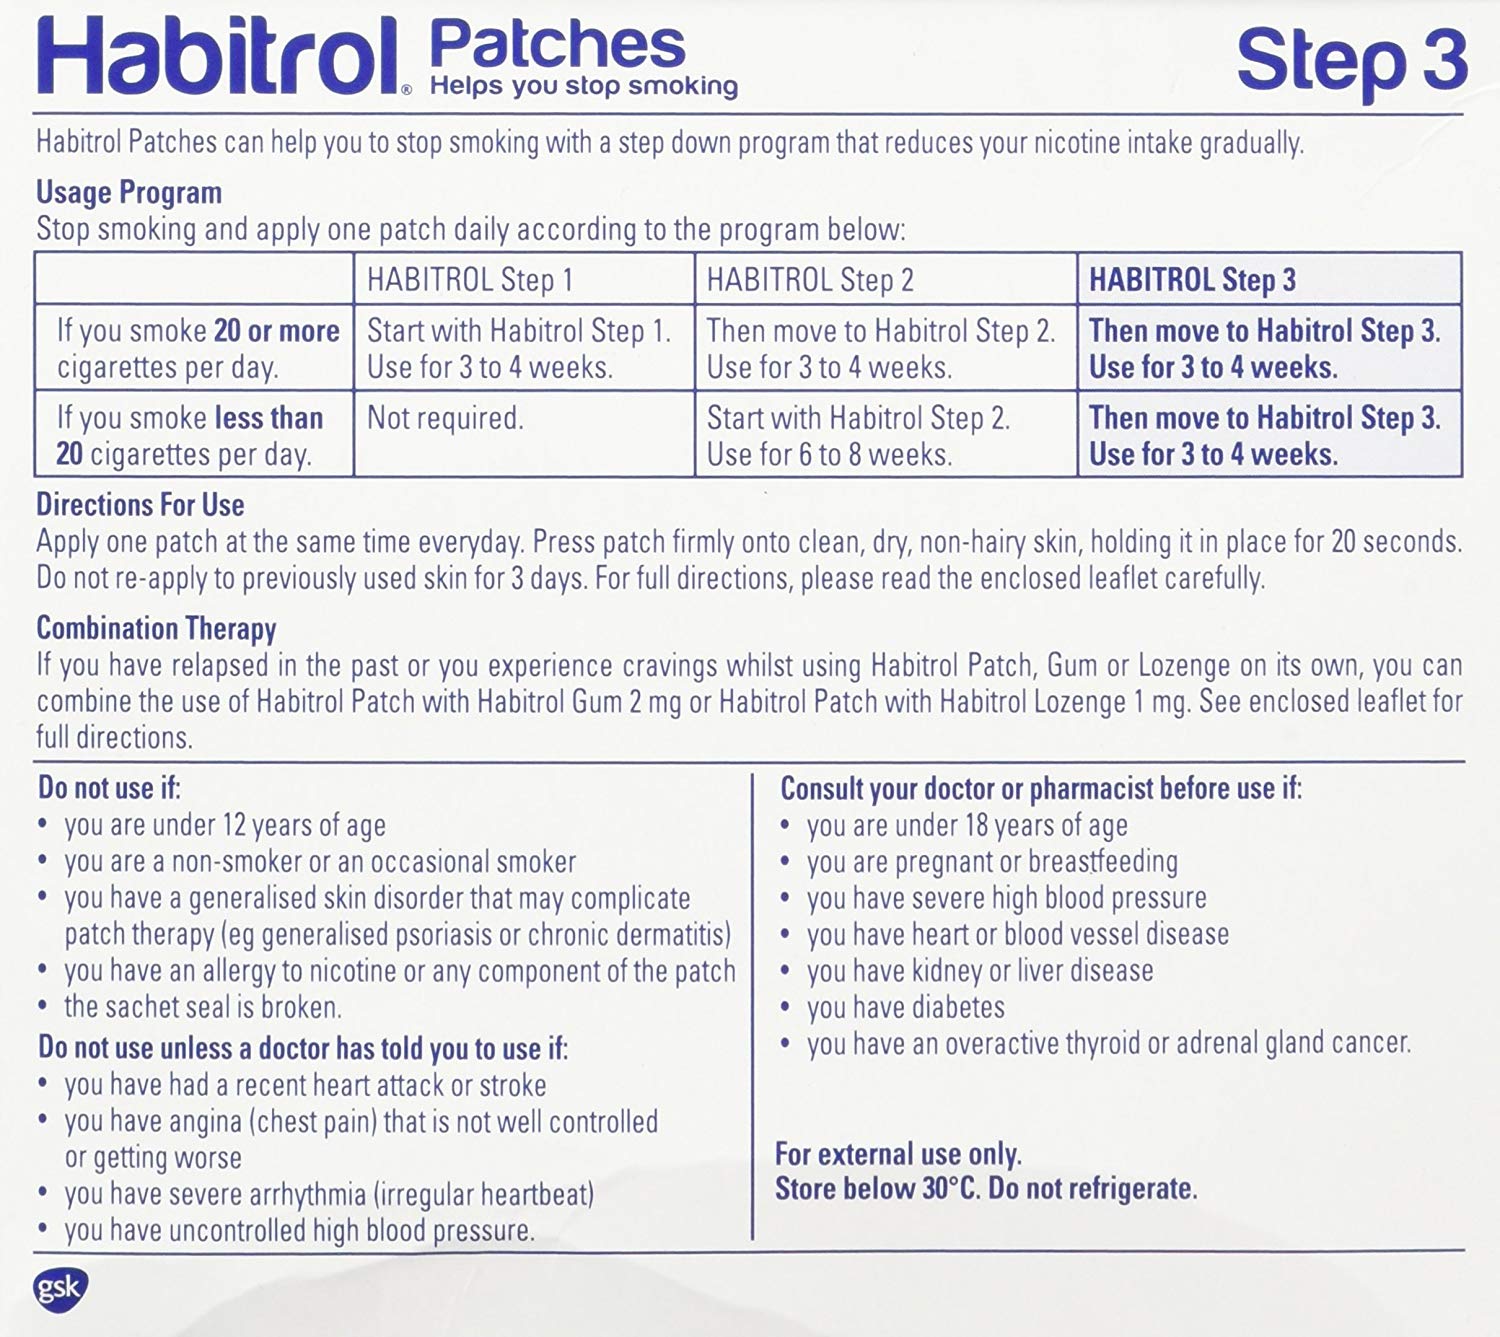 Habitrol® Patches
Helps you stop smoking
Step 3
Habitrol Patches can help you to stop smoking with a step down program that reduces your nicotine intake gradually.
Usage Program
Stop smoking and apply one patch daily according to the program below:
HABITROL Step 1
HABITROL Step 2
HABITROL Step 3
If you smoke 20 or more
cigarettes per day.
Start with Habitrol Step 1.
Use for 3 to 4 weeks.
Then move to Habitrol Step 2.
Use for 3 to 4 weeks.
Then move to Habitrol Step 3.
Use for 3 to 4 weeks.
If you smoke less than
20 cigarettes per day.
Not required.
Start with Habitrol Step 2.
Use for 6 to 8 weeks.
Then move to Habitrol Step 3.
Use for 3 to 4 weeks.
Directions For Use
Apply one patch at the same time everyday. Press patch firmly onto clean, dry, non-hairy skin, holding it in place for 20 seconds.
Do not re-apply to previously used skin for 3 days. For full directions, please read the enclosed leaflet carefully.
Combination Therapy
If you have relapsed in the past or you experience cravings whilst using Habitrol Patch, Gum or Lozenge on its own, you can
combine the use of Habitrol Patch with Habitrol Gum 2 mg or Habitrol Patch with Habitrol Lozenge 1 mg. See enclosed leaflet for
full directions.
Do not use if:
• you are under 12 years of age
• you are a non-smoker or an occasional smoker
• you have a generalised skin disorder that may complicate
patch therapy (eg generalised psoriasis or chronic dermatitis)
• you have an allergy to nicotine or any component of the patch
• the sachet seal is broken.
Do not use unless a doctor has told you to use if:
• you have had a recent heart attack or stroke
• you have angina (chest pain) that is not well controlled
or getting worse
• you have severe arrhythmia (irregular heartbeat)
• you have uncontrolled high blood pressure.
Consult your doctor or pharmacist before use if:
• you are under 18 years of age
• you are pregnant or breastfeeding
• you have severe high blood pressure
• you have heart or blood vessel disease
• you have kidney or liver disease
• you have diabetes
• you have an overactive thyroid or adrenal gland cancer.
For external use only.
Store below 30°C. Do not refrigerate.
gsk